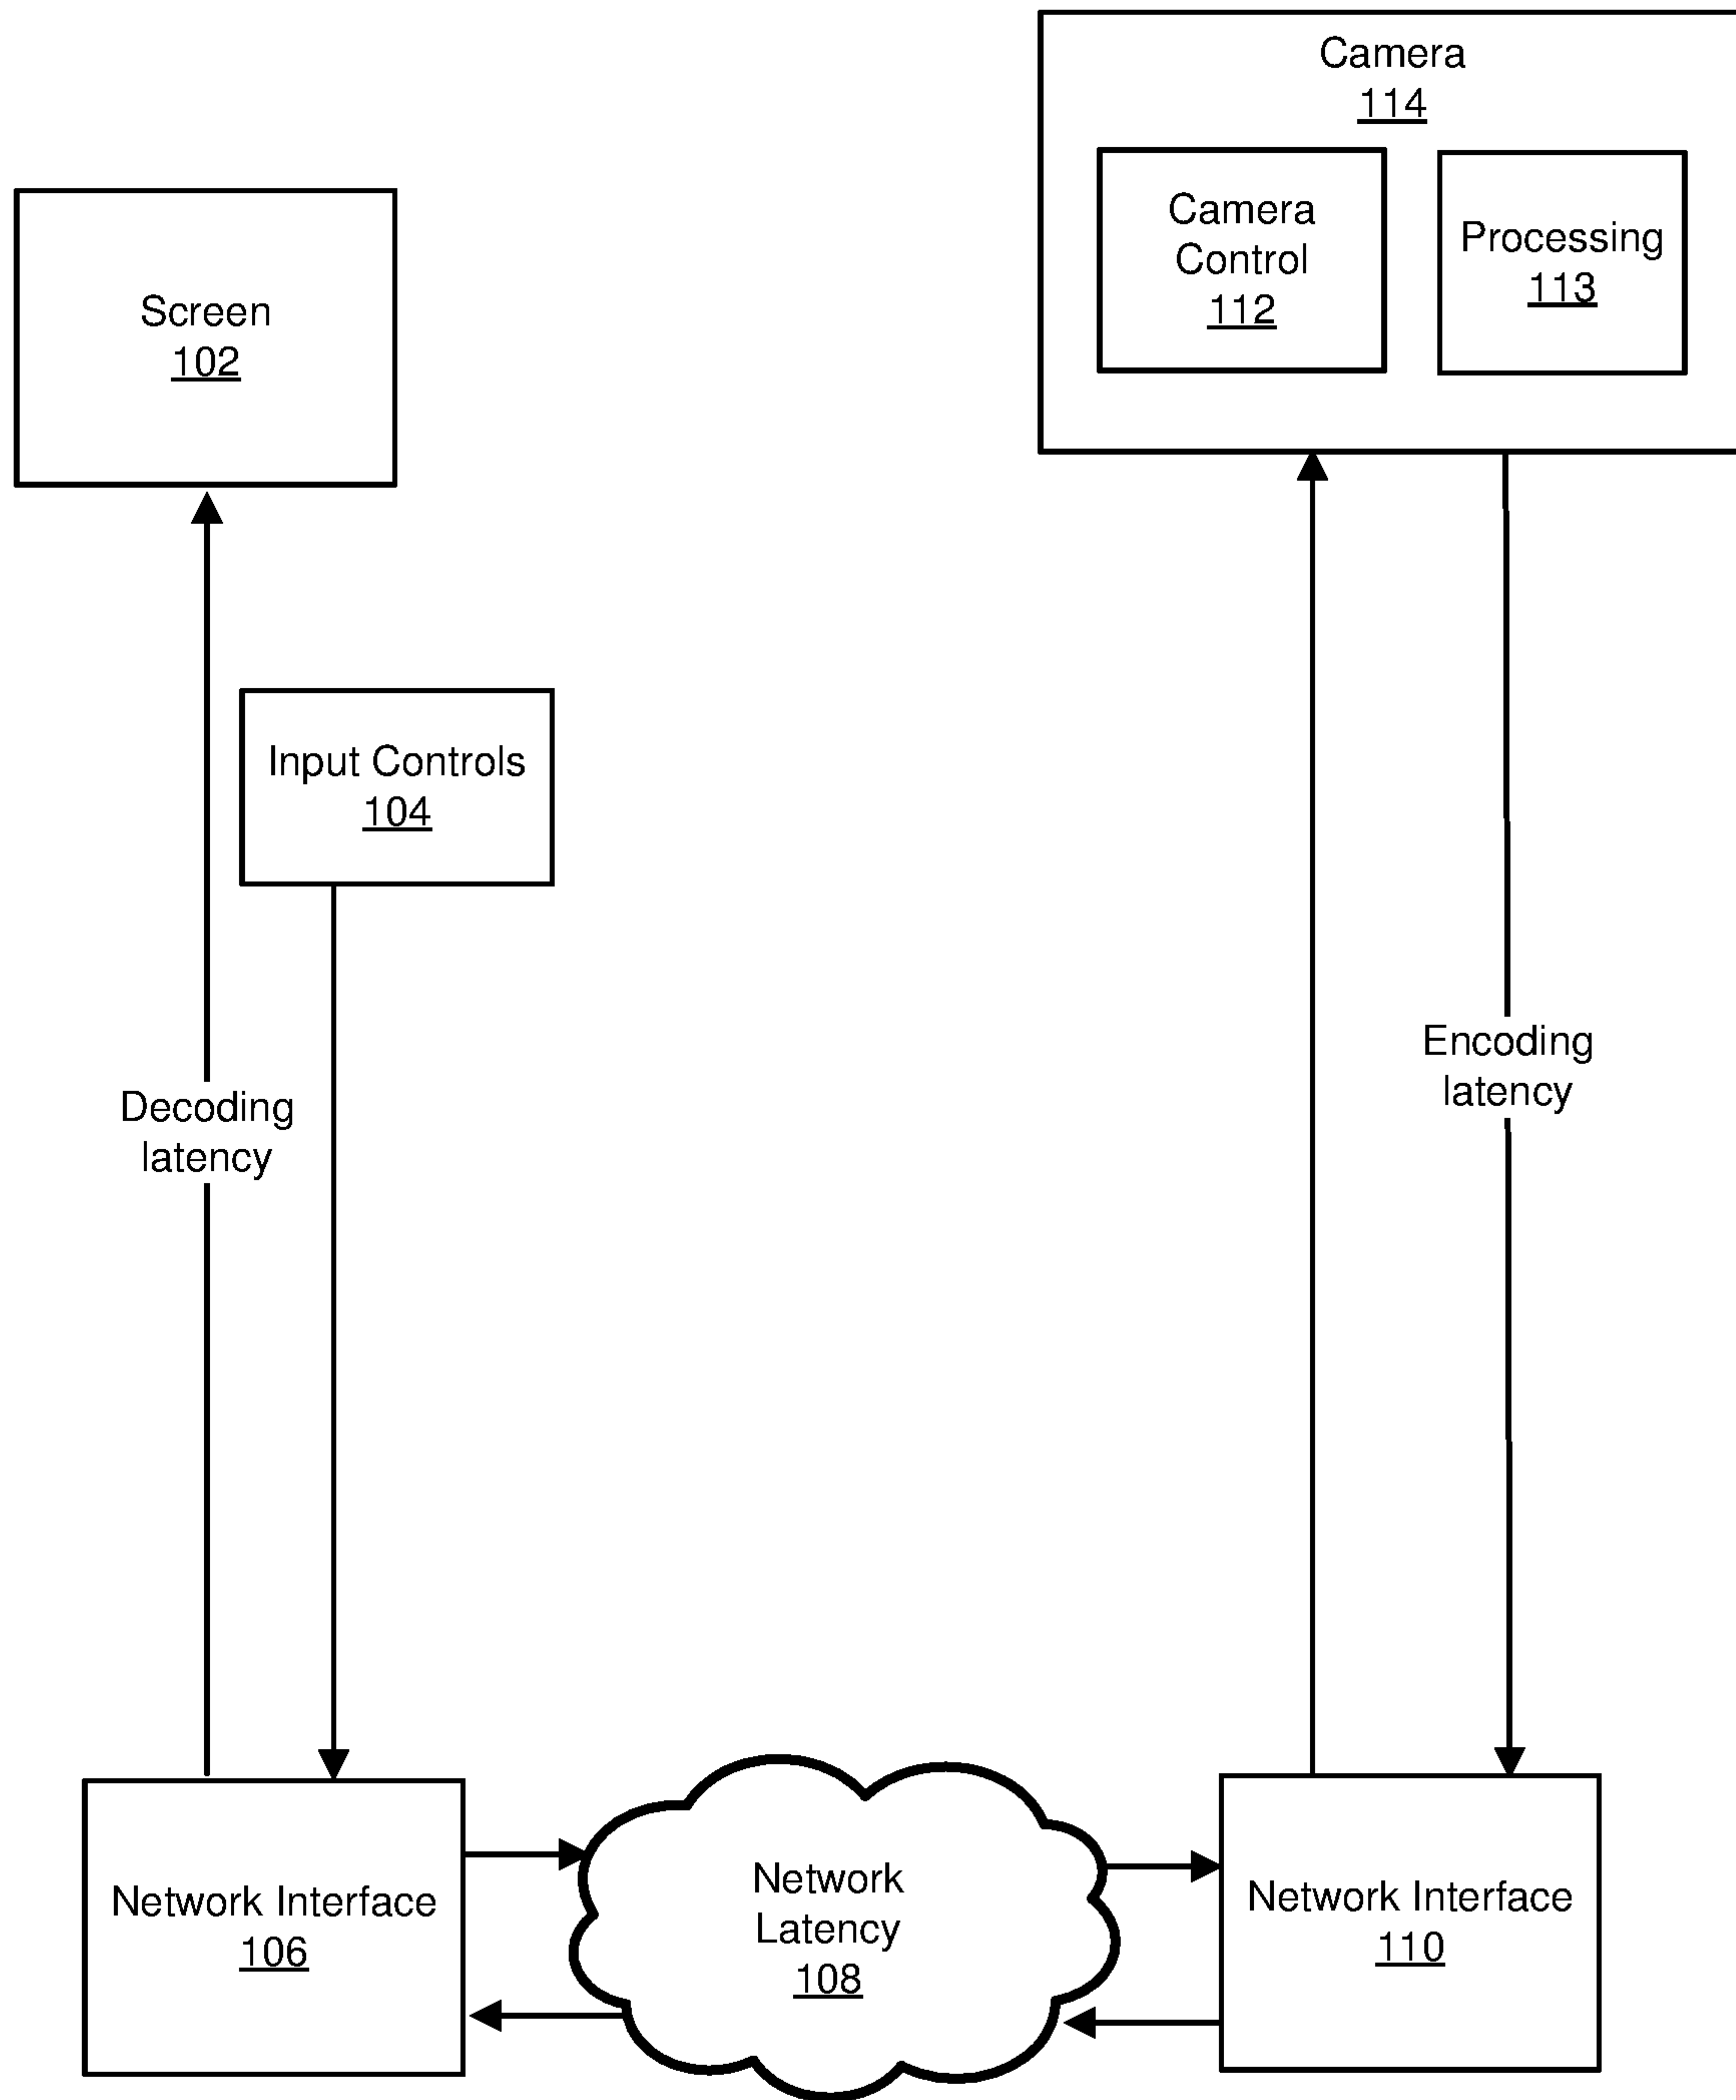 Camera
114
Camera
Control
112
Processing
113
Screen
102
Input Controls
104
Encoding
latency
Decoding
latency
Network Interface
106
Network
Latency
108
Network Interface
110